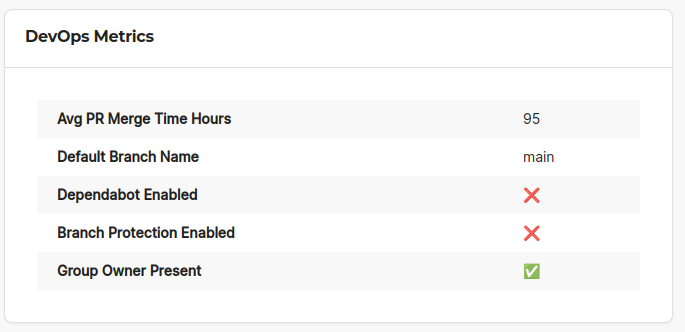 DevOps Metrics
Avg PR Merge Time Hours 95
Default Branch Name main
Dependabot Enabled ❌
Branch Protection Enabled ❌
Group Owner Present ✅